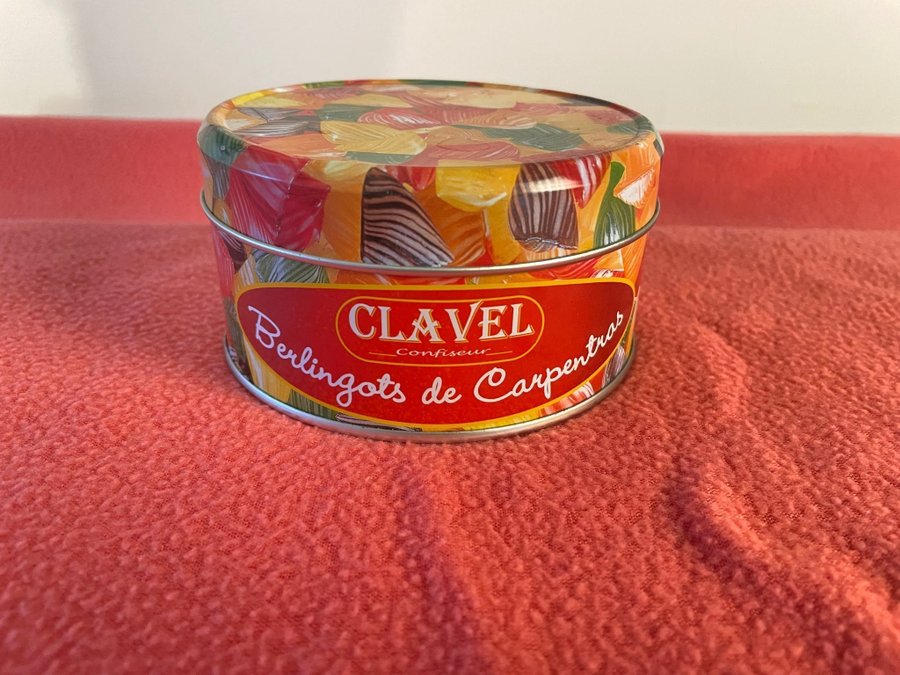 CLAVEL
Confiseur
Berlingots de Carpentras